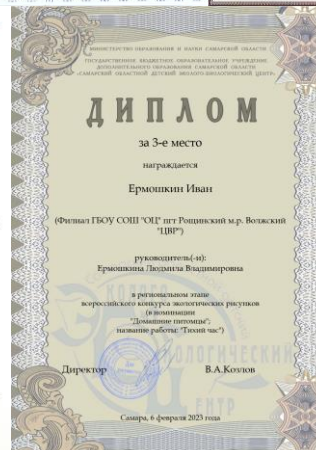 МИНИСТЕРСТВО ОБРАЗОВАНИЯ И НАУКИ САМАРСКОЙ ОБЛАСТИ
ГОСУДАРСТВЕННОЕ БЮДЖЕТНОЕ ОБРАЗОВАТЕЛЬНОЕ УЧРЕЖДЕНИЕ
ДОПОЛНИТЕЛЬНОГО ОБРАЗОВАНИЯ САМАРСКОЙ ОБЛАСТИ
«САМАРСКИЙ ОБЛАСТНОЙ ДЕТСКИЙ ЭКОЛОГО-БИОЛОГИЧЕСКИЙ ЦЕНТР»
ДИПЛОМ
за 3-е место
награждается
Ермошкин Иван
(Филиал ГБОУ СОШ "ОЦ" пгт Рощинский м.р. Волжский
"ЦВР")
руководитель(-и):
Ермошкина Людмила Владимировна
в региональном этапе
всероссийского конкурса экологических рисунков
(в номинации
"Домашние питомцы";
название работы: "Тихий час")
Директор В.А.Козлов
Самара, 6 февраля 2023 года